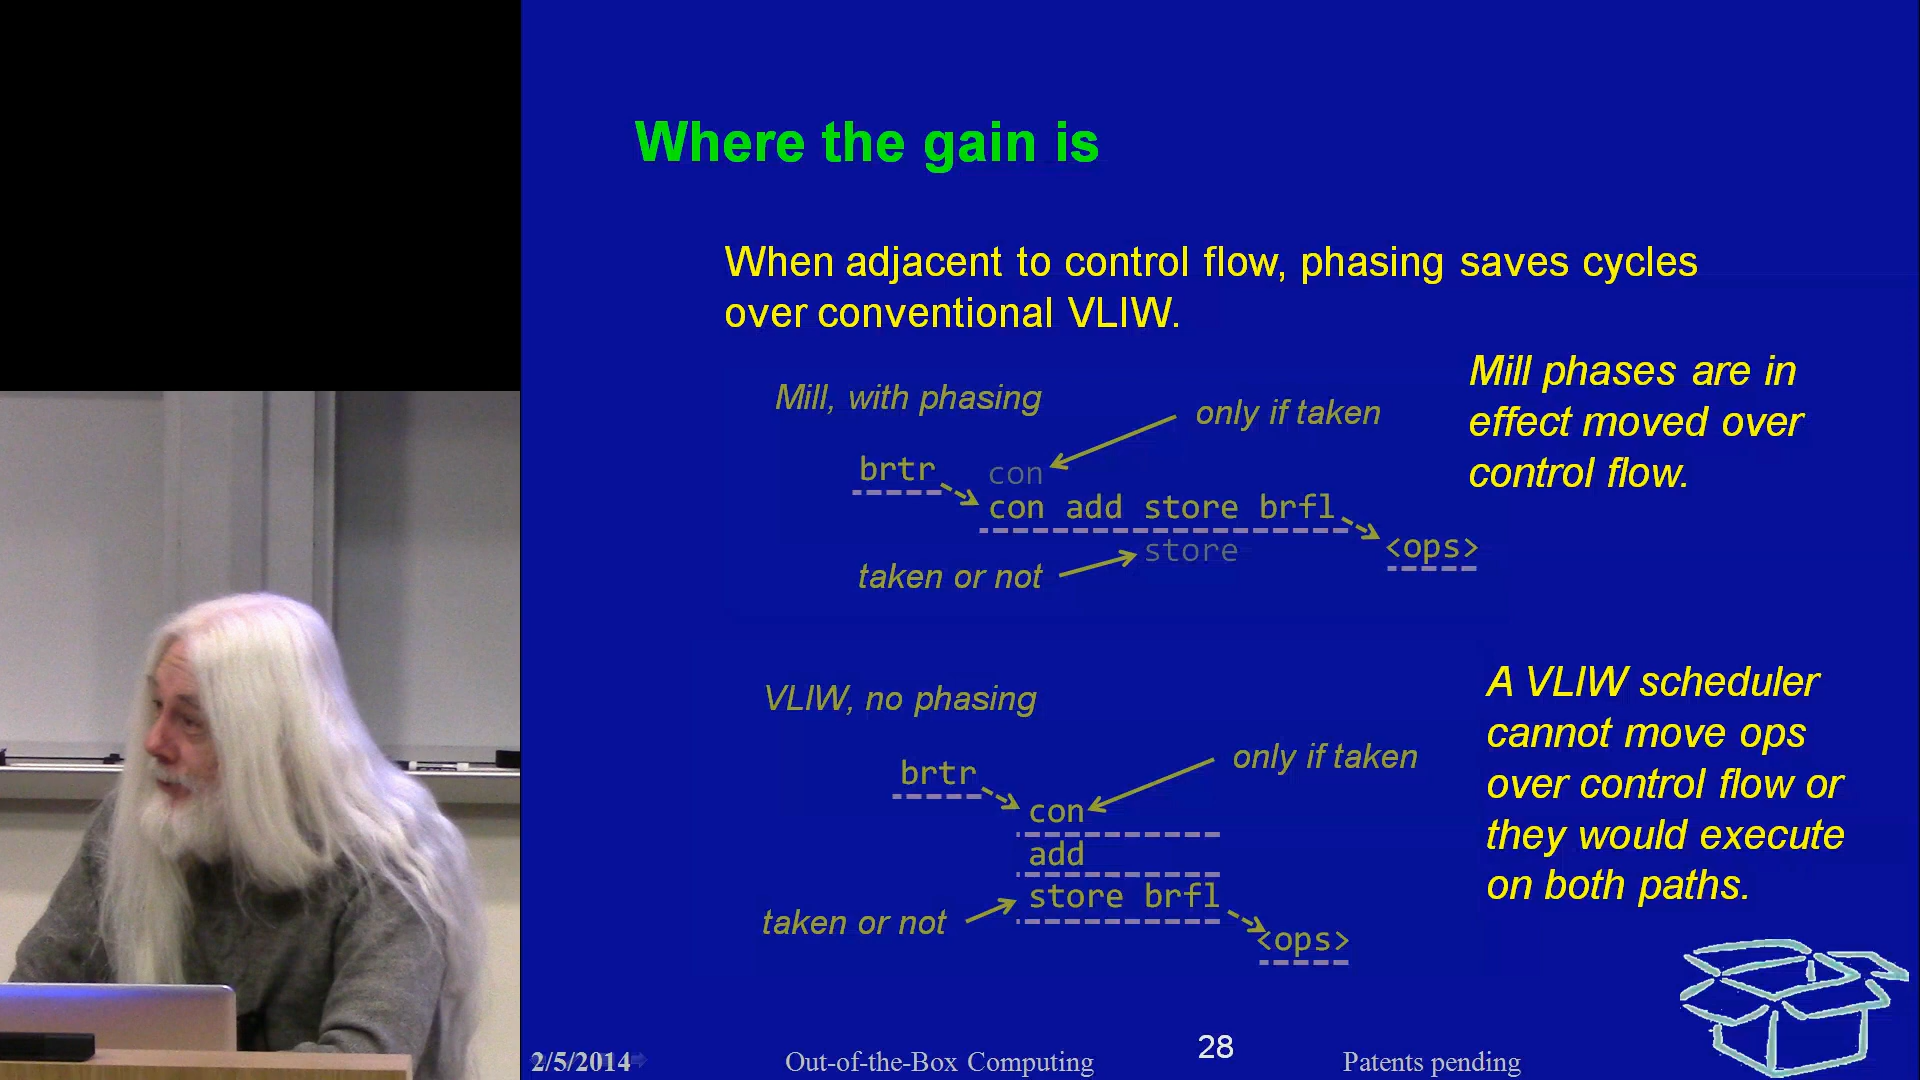 Where the gain is
When adjacent to control flow, phasing saves cycles
over conventional VLIW.
Mill, with phasing
only if taken
brtr
con
con add store brfl
store
<ops>
taken or not
Mill phases are in
effect moved over
control flow.
VLIW, no phasing
only if taken
brtr
con
add
store brfl
taken or not
<ops>
A VLIW scheduler
cannot move ops
over control flow or
they would execute
on both paths.
2/5/2014
Out-of-the-Box Computing
28
Patents pending